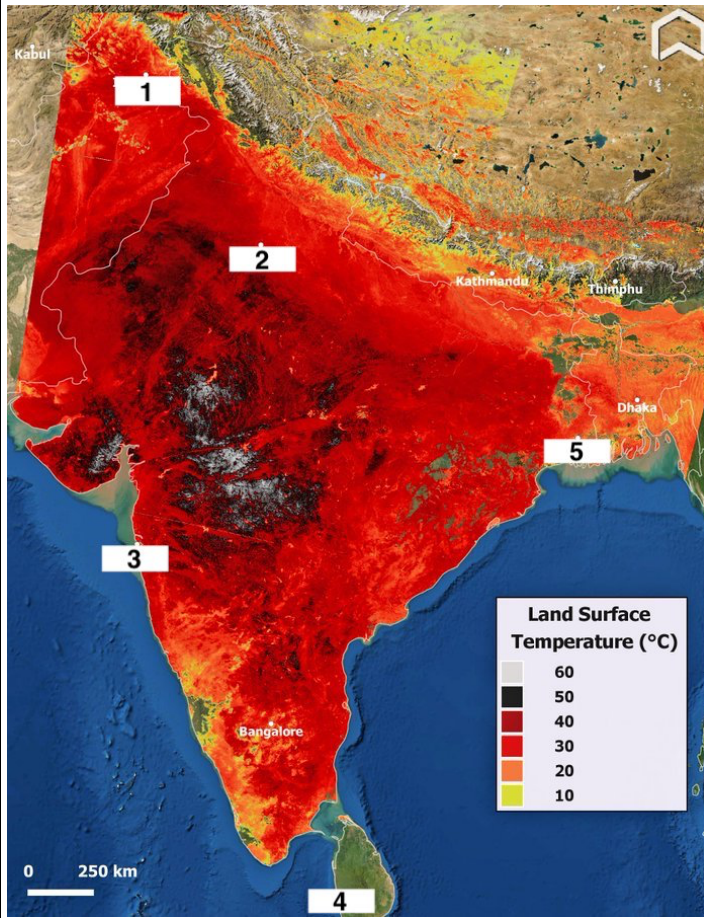 Kabul
1
2
Kathmandu
Thimphu
Dhaka
5
3
Land Surface
Temperature (°C)
60
50
40
30
20
10
Bangalore
0 250 km
4